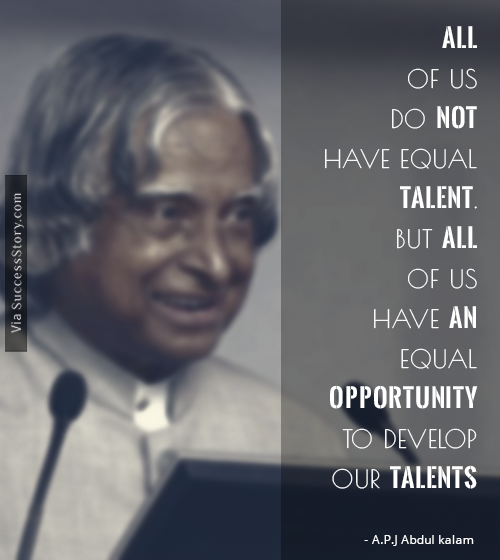 ALL
OF US
DO NOT
HAVE EQUAL
TALENT.
BUT ALL
OF US
HAVE AN
EQUAL
OPPORTUNITY
TO DEVELOP
OUR TALENTS
- A.P.J Abdul kalam
Via SuccessStory.com